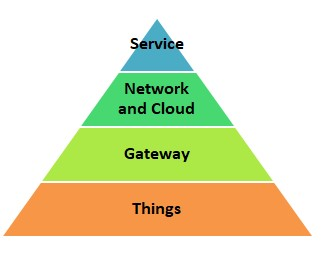 Service
Network
and Cloud
Gateway
Things